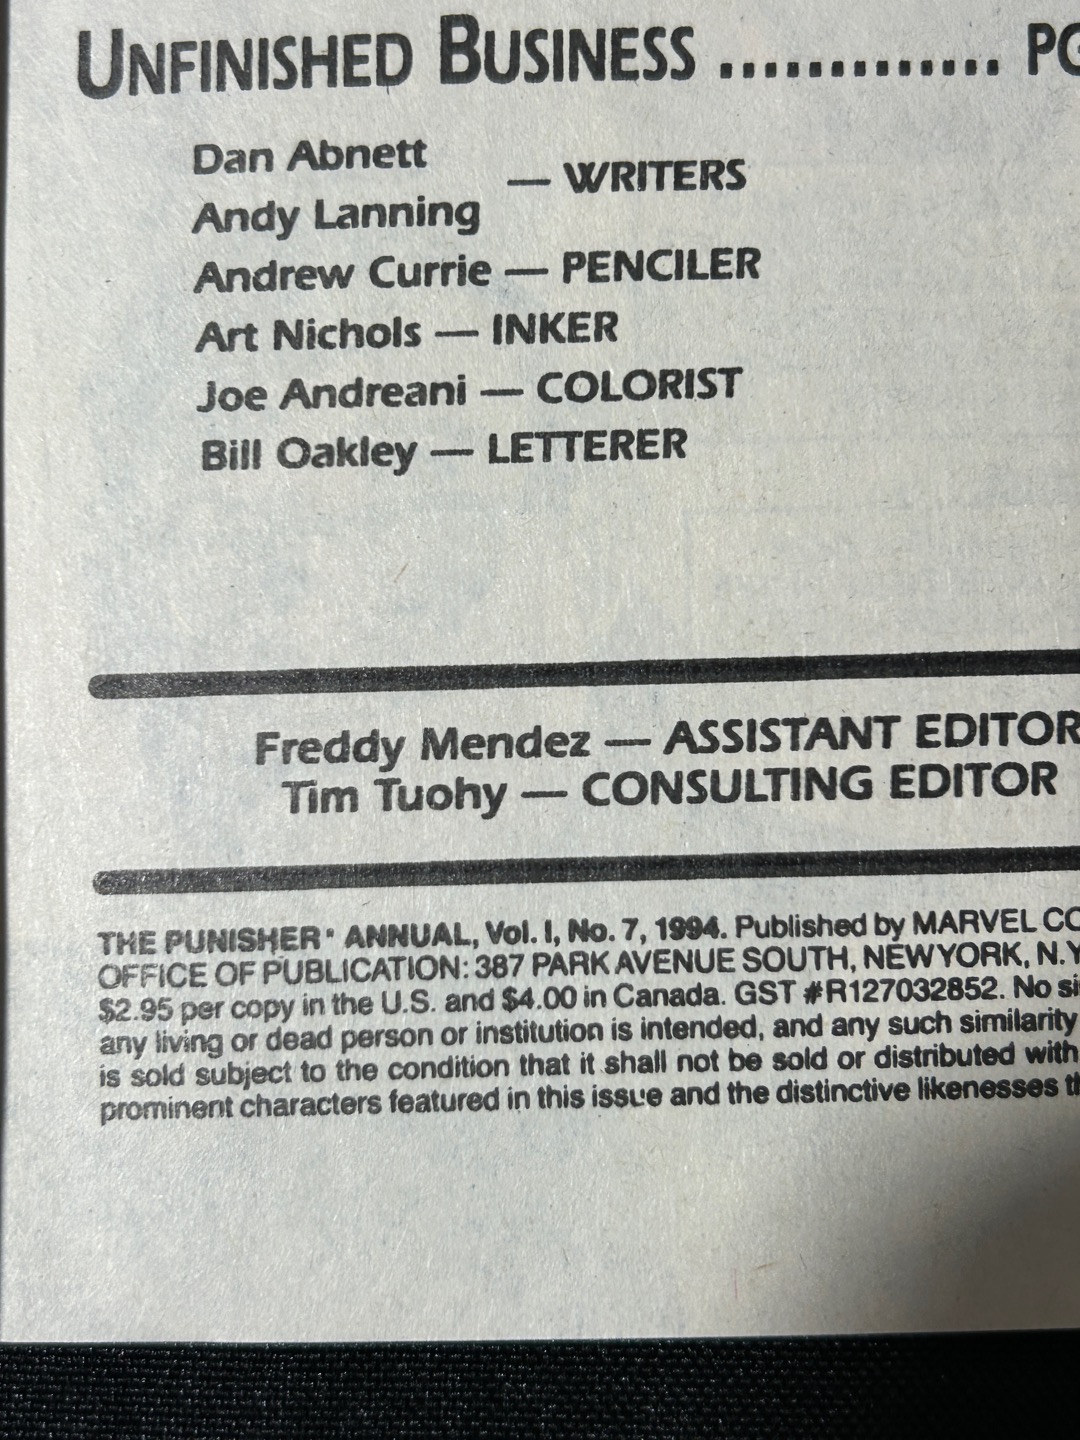 UNFINISHED BUSINESS ............. PG
Dan Abnett
— WRITERS
Andy Lanning
Andrew Currie — PENCILER
Art Nichols — INKER
Joe Andreani — COLORIST
Bill Oakley — LETTERER
Freddy Mendez — ASSISTANT EDITOR
Tim Tuohy — CONSULTING EDITOR
THE PUNISHER® ANNUAL, Vol. I, No. 7, 1994. Published by MARVEL CO
OFFICE OF PUBLICATION: 387 PARK AVENUE SOUTH, NEW YORK, N.Y
$2.95 per copy in the U.S. and $4.00 in Canada. GST #R127032852. No si
any living or dead person or institution is intended, and any such similarity
is sold subject to the condition that it shall not be sold or distributed with
prominent characters featured in this issue and the distinctive likenesses th